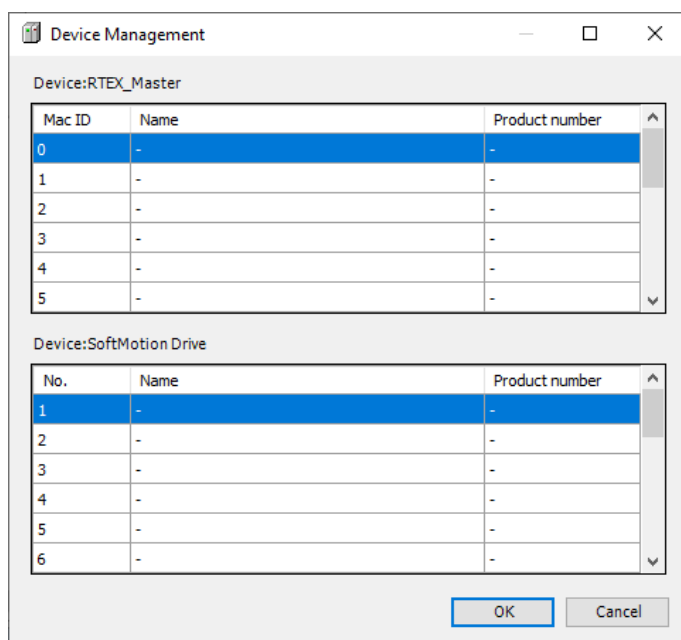 Device Management
Device:RTEX_Master
Mac ID Name Product number
0 - -
1 - -
2 - -
3 - -
4 - -
5 - -
Device:SoftMotion Drive
No. Name Product number
1 - -
2 - -
3 - -
4 - -
5 - -
6 - -
OK Cancel